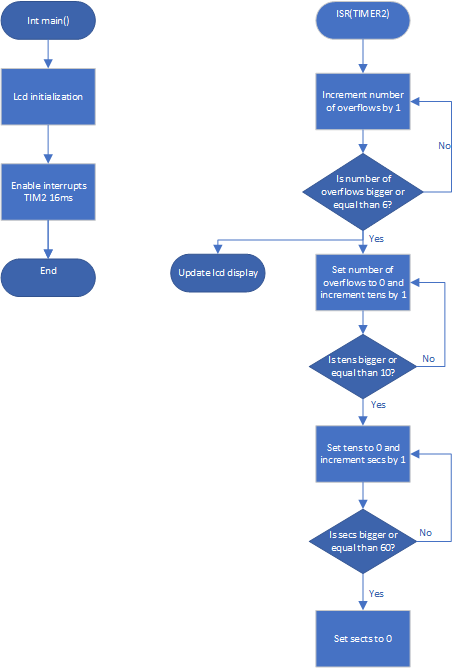 Int main()
Lcd initialization
Enable interrupts
TIM2 16ms
End
ISR(TIMER2)
Increment number
of overflows by 1
No
Is number of
overflows bigger or
equal than 6?
Yes
Update lcd display
Set number of
overflows to 0 and
increment tens by 1
Is tens bigger or
equal than 10?
No
Yes
Set tens to 0 and
increment secs by 1
Is secs bigger or
equal than 60?
No
Yes
Set sects to 0